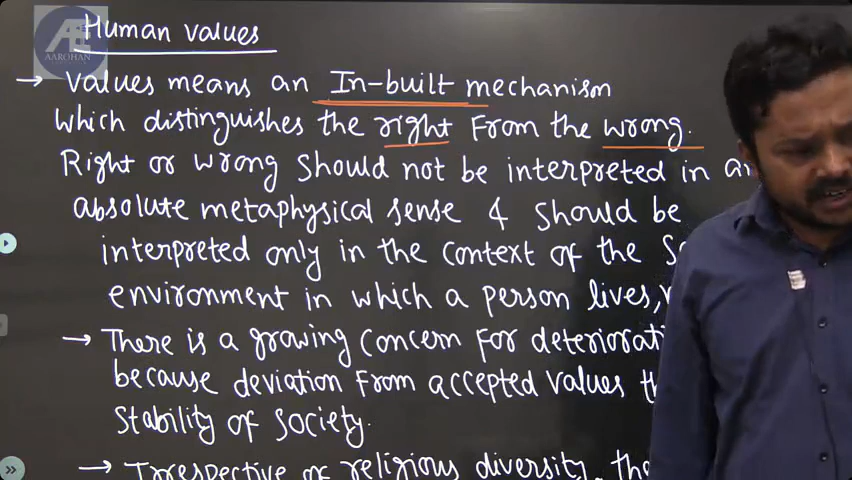 AAROHAN
Human values
→ Values means an In-built mechanism
which distinguishes the right From the wrong.
Right or wrong should not be interpreted in an
absolute metaphysical sense & should be
interpreted only in the context of the
environment in which a person lives,
→ There is a growing concern for
because deviation from accepted values
stability of society.
→ Irrespective of religious diversity, the